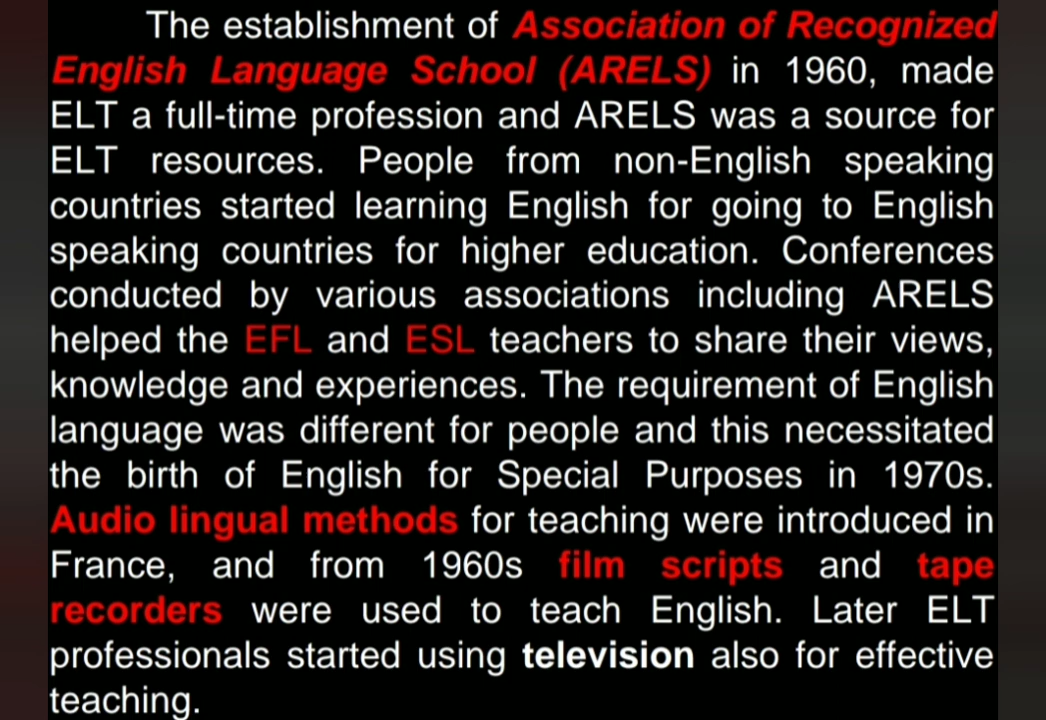 The establishment of Association of Recognized
English Language School (ARELS) in 1960, made
ELT a full-time profession and ARELS was a source for
ELT resources. People from non-English speaking
countries started learning English for going to English
speaking countries for higher education. Conferences
conducted by various associations including ARELS
helped the EFL and ESL teachers to share their views,
knowledge and experiences. The requirement of English
language was different for people and this necessitated
the birth of English for Special Purposes in 1970s.
Audio lingual methods for teaching were introduced in
France, and from 1960s film scripts and tape
recorders were used to teach English. Later ELT
professionals started using television also for effective
teaching.